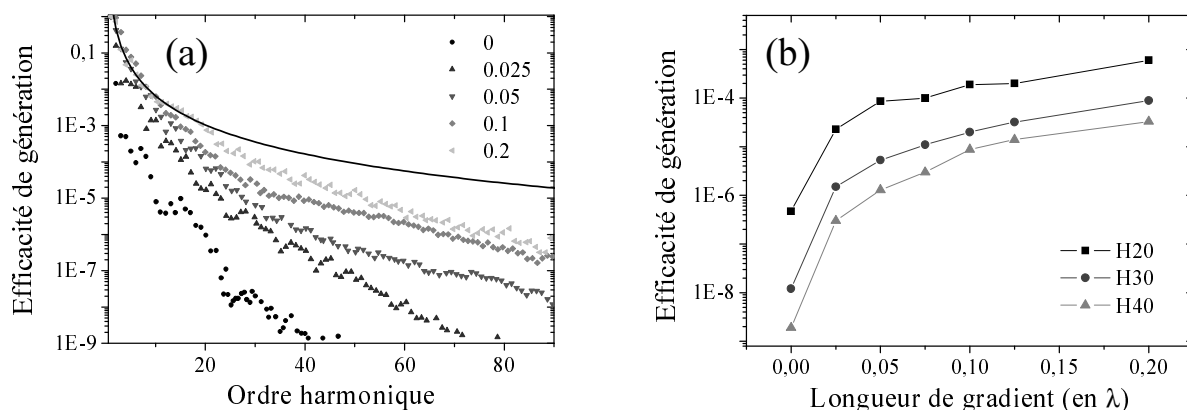 (a)
Efficacité de génération
0,1
1E-3
1E-5
1E-7
1E-9
20
40
60
80
Ordre harmonique
0
0.025
0.05
0.1
0.2
(b)
Efficacité de génération
1E-4
1E-6
1E-8
0,00
0,05
0,10
0,15
0,20
Longueur de gradient (en λ)
H20
H30
H40